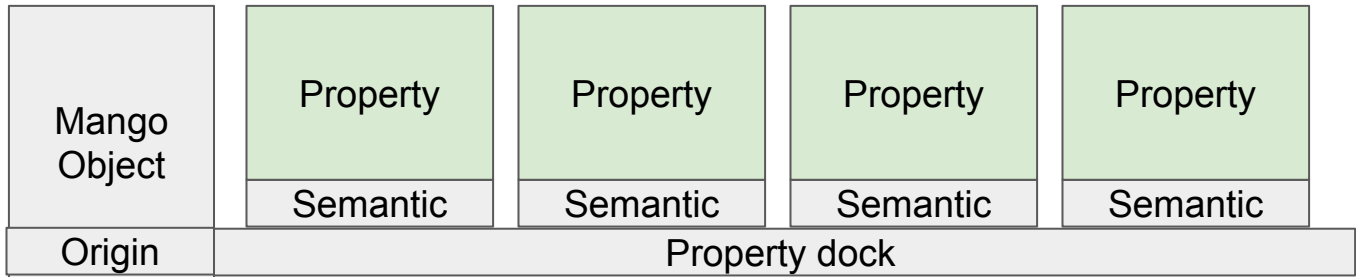 Mango
Object
Property
Property
Property
Property
Semantic
Semantic
Semantic
Semantic
Origin
Property dock